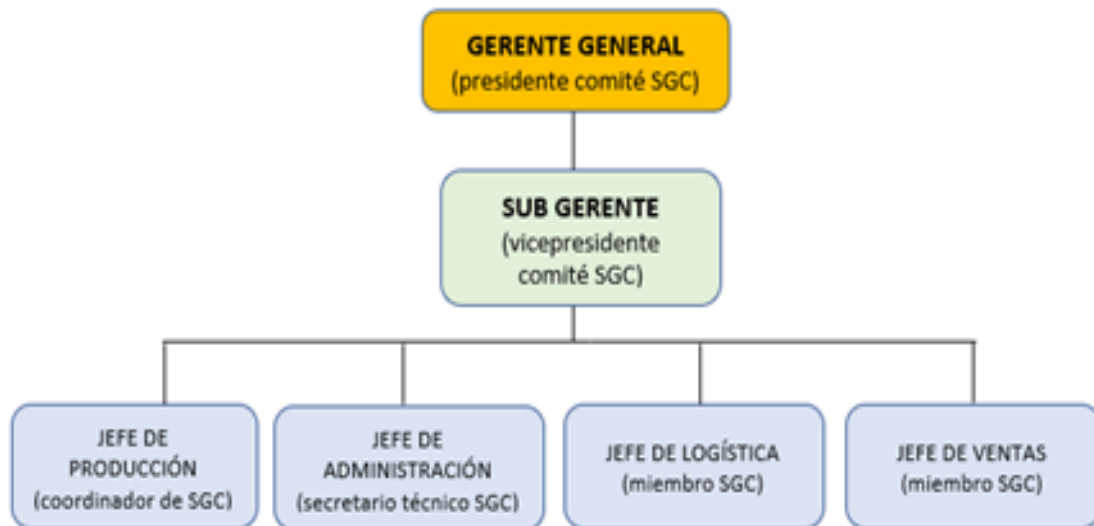 GERENTE GENERAL
(presidente comité SGC)
SUB GERENTE
(vicepresidente
comité SGC)
JEFE DE
PRODUCCIÓN
(coordinador de SGC)
JEFE DE
ADMINISTRACIÓN
(secretario técnico SGC)
JEFE DE LOGÍSTICA
(miembro SGC)
JEFE DE VENTAS
(miembro SGC)